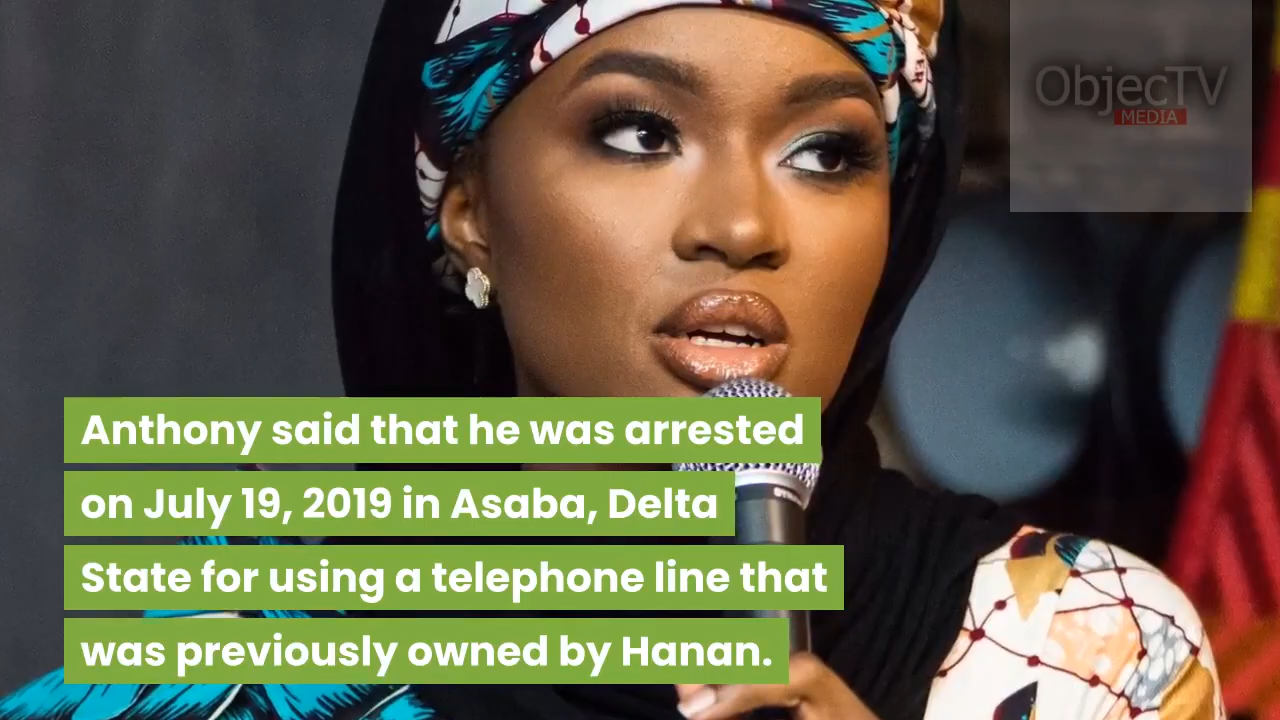 ObjecTV
MEDIA
Anthony said that he was arrested
on July 19, 2019 in Asaba, Delta
State for using a telephone line that
was previously owned by Hanan.